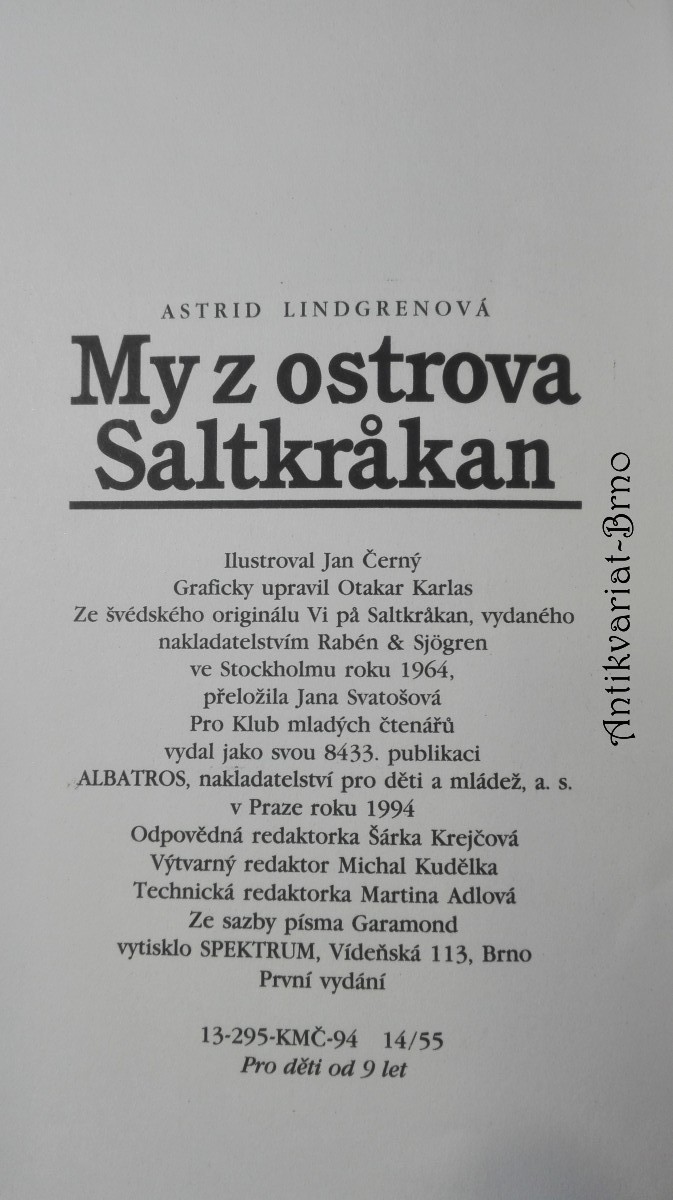 ASTRID LINDGRENOVÁ
My z ostrova
Saltkråkan
Ilustroval Jan Černý
Graficky upravil Otakar Karlas
Ze švédského originálu Vi på Saltkråkan, vydaného
nakladatelstvím Rabén & Sjögren
ve Stockholmu roku 1964,
přeložila Jana Svatošová
Pro Klub mladých čtenářů
vydal jako svou 8433. publikaci
ALBATROS, nakladatelství pro děti a mládež, a. s.
v Praze roku 1994
Odpovědná redaktorka Šárka Krejčová
Výtvarný redaktor Michal Kudělka
Technická redaktorka Martina Adlová
Ze sazby písma Garamond
vytisklo SPEKTRUM, Vídeňská 113, Brno
První vydání
13-295-KMČ-94 14/55
Pro děti od 9 let
Antikvariat-Brno